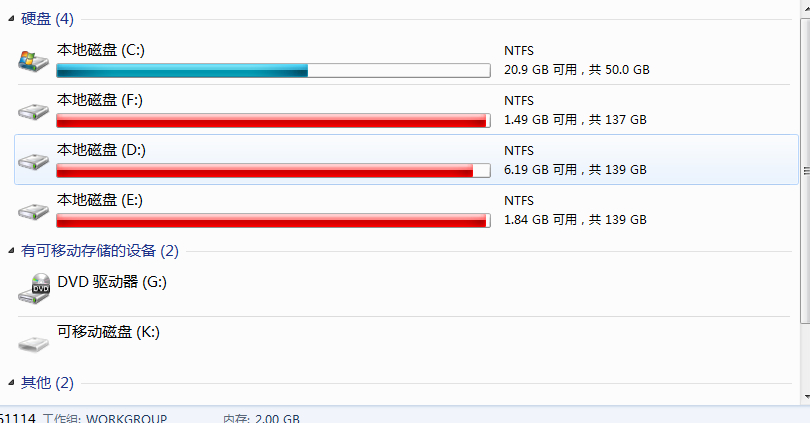 硬盘 (4)
本地磁盘 (C:)
NTFS
20.9 GB 可用，共 50.0 GB
本地磁盘 (F:)
NTFS
1.49 GB 可用，共 137 GB
本地磁盘 (D:)
NTFS
6.19 GB 可用，共 139 GB
本地磁盘 (E:)
NTFS
1.84 GB 可用，共 139 GB
有可移动存储的设备 (2)
DVD 驱动器 (G:)
DVD
可移动磁盘 (K:)
其他 (2)
51114 工作组: WORKGROUP 内存: 2.00 GB